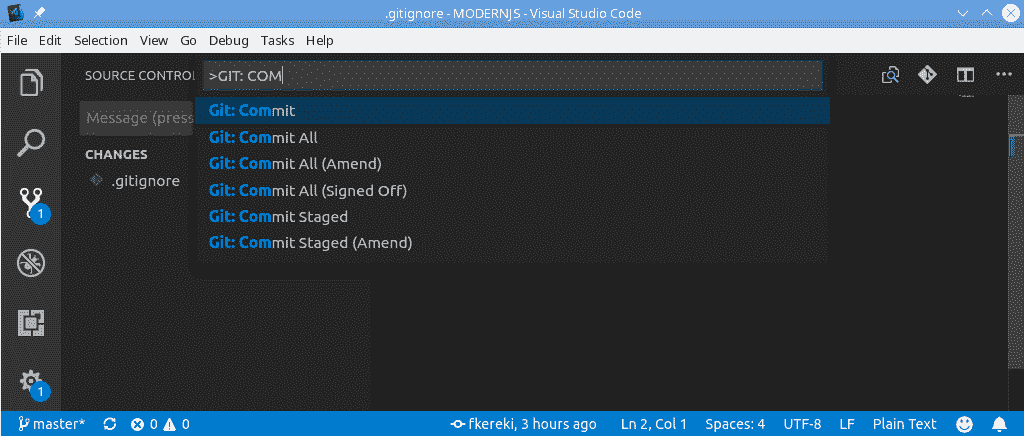 .gitignore - MODERNJS - Visual Studio Code
File Edit Selection View Go Debug Tasks Help
SOURCE CONTRO
>GIT: COM
Message (press
Git: Commit
Git: Commit All
Git: Commit All (Amend)
Git: Commit All (Signed Off)
Git: Commit Staged
Git: Commit Staged (Amend)
CHANGES
.gitignore
1
1
master* 0 0 fkereki, 3 hours ago Ln 2, Col 1 Spaces: 4 UTF-8 LF Plain Text